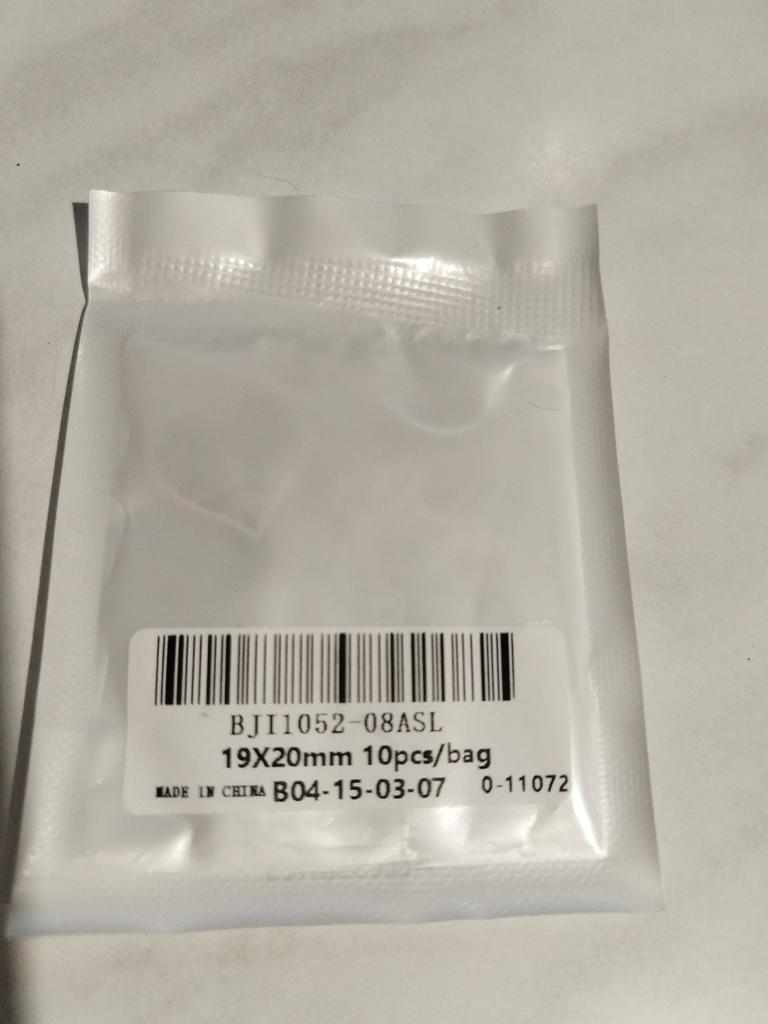 BJI1052-08ASL
19X20mm 10pcs/bag
MADE IN CHINA B04-15-03-07 0-11072